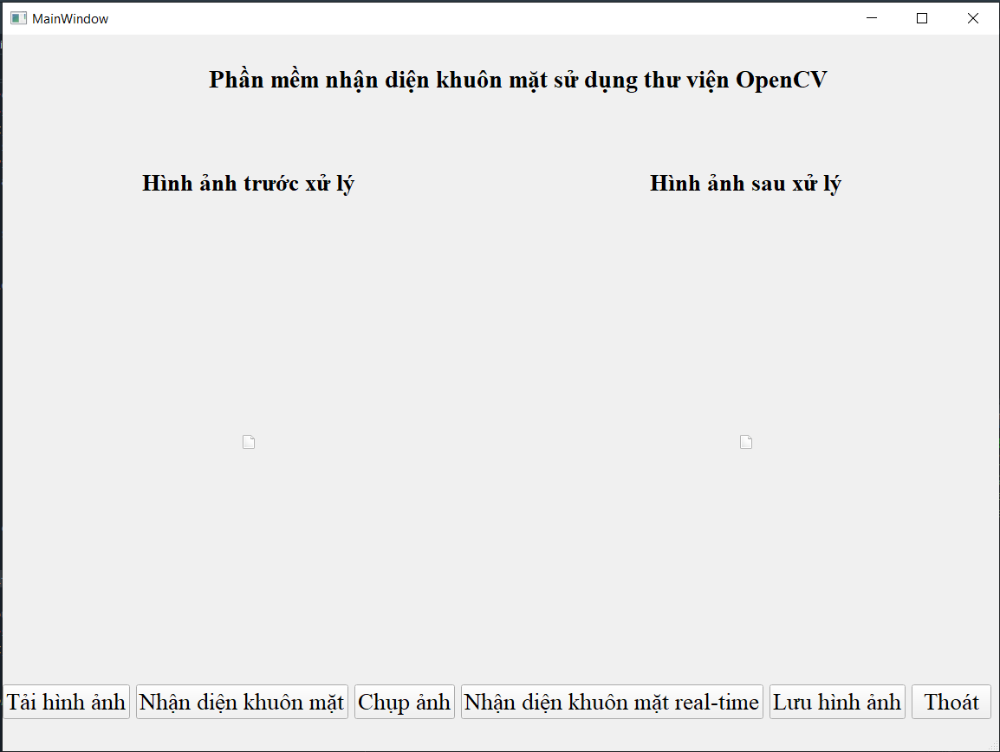 MainWindow
Phần mềm nhận diện khuôn mặt sử dụng thư viện OpenCV
Hình ảnh trước xử lý
Hình ảnh sau xử lý
Tải hình ảnh
Nhận diện khuôn mặt
Chụp ảnh
Nhận diện khuôn mặt real-time
Lưu hình ảnh
Thoát